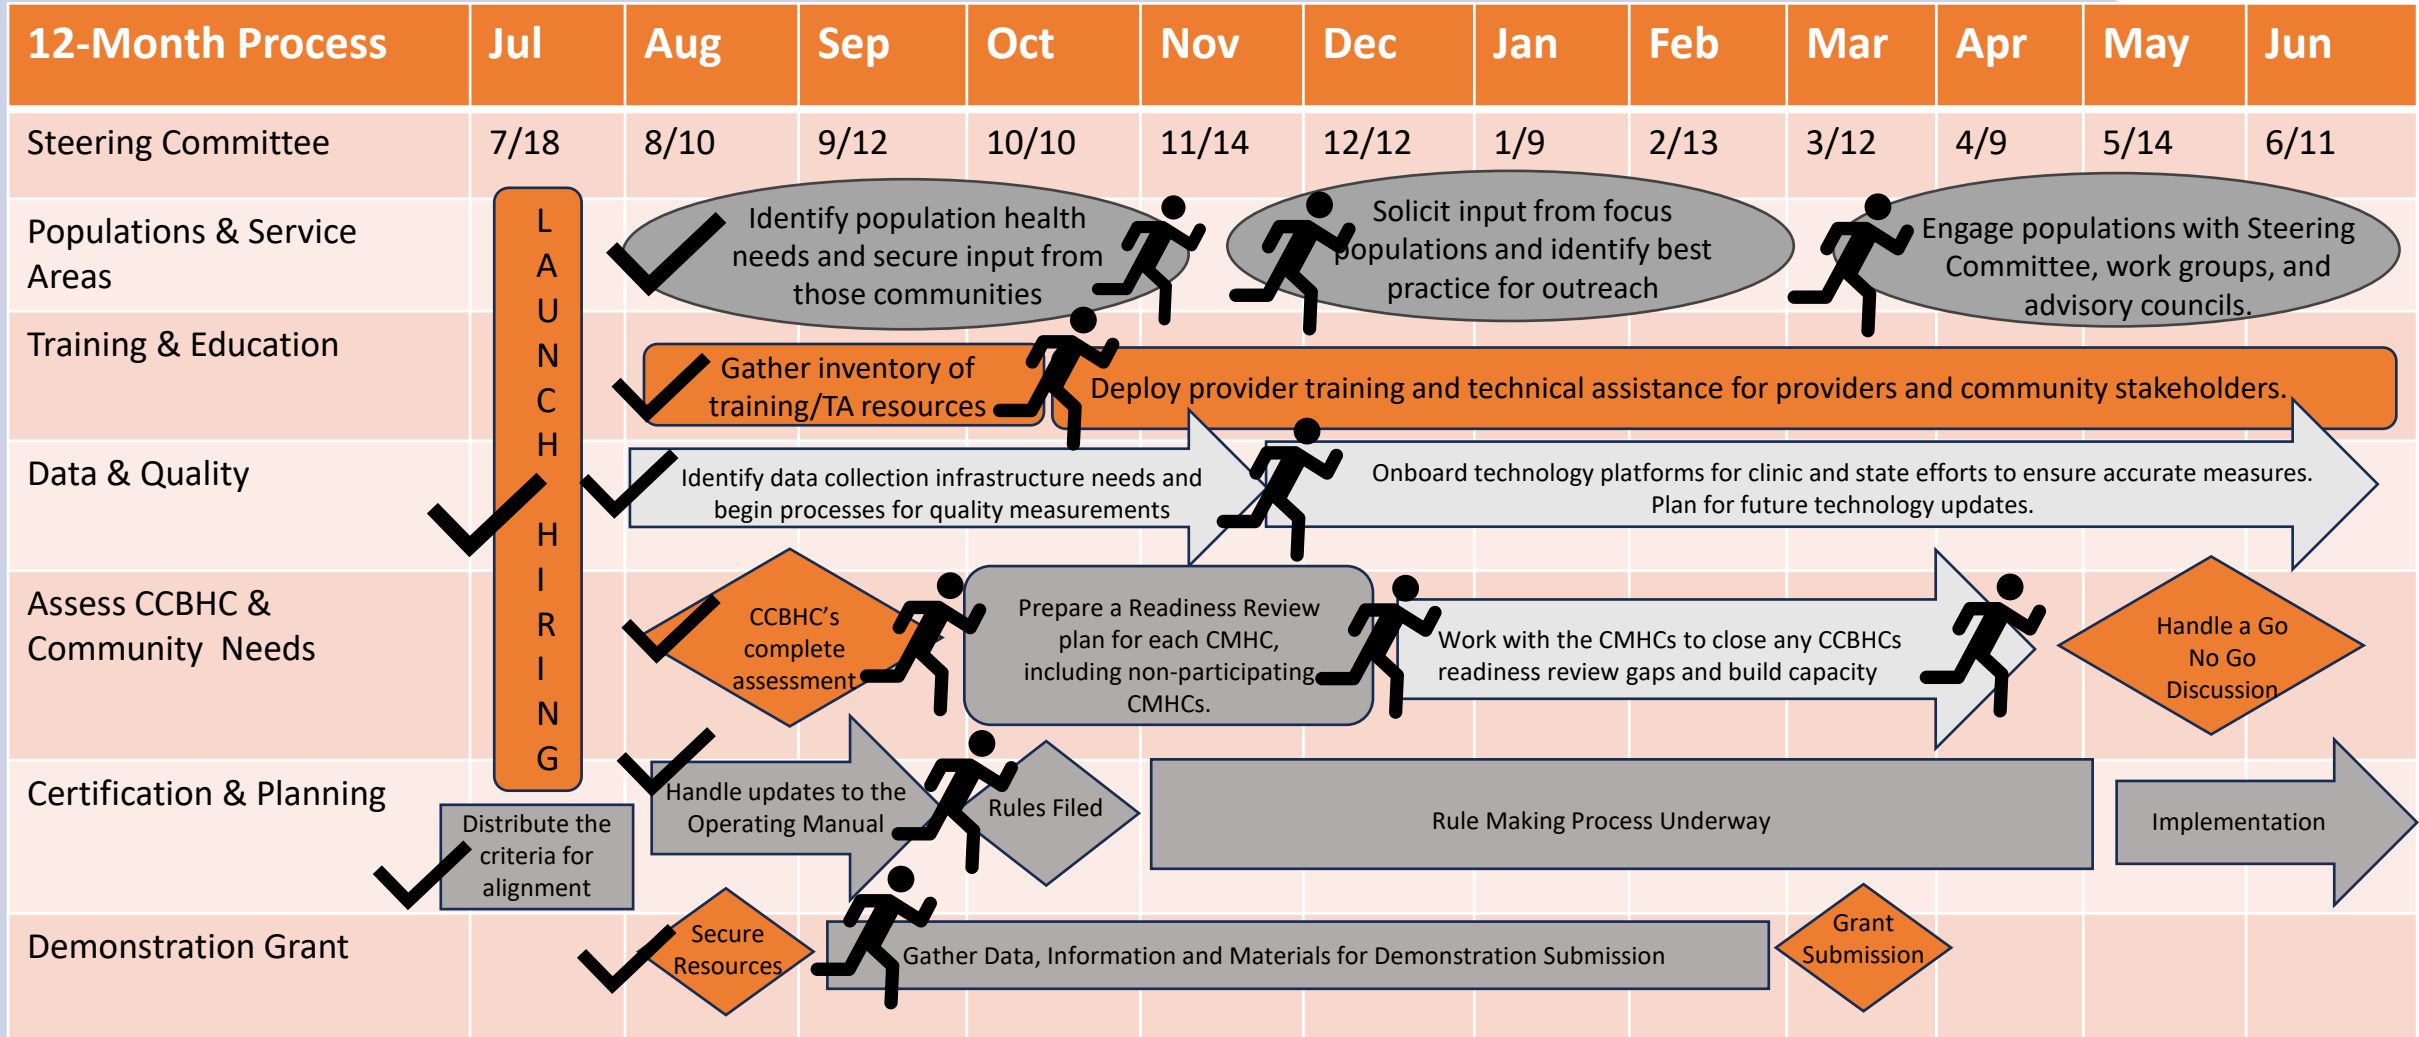 12-Month Process
Jul
Aug
Sep
Oct
Nov
Dec
Jan
Feb
Mar
Apr
May
Jun
Steering Committee
7/18
8/10
9/12
10/10
11/14
12/12
1/9
2/13
3/12
4/9
5/14
6/11
LAUNCH HIRING
Populations & Service
Areas
Identify population health
needs and secure input from
those communities
Solicit input from focus
populations and identify best
practice for outreach
Engage populations with Steering
Committee, work groups, and
advisory councils.
Training & Education
Gather inventory of
training/TA resources
Deploy provider training and technical assistance for providers and community stakeholders.
Data & Quality
Identify data collection infrastructure needs and
begin processes for quality measurements
Onboard technology platforms for clinic and state efforts to ensure accurate measures.
Plan for future technology updates.
Assess CCBHC &
Community Needs
CCBHC’s
complete
assessment
Prepare a Readiness Review
plan for each CMHC,
including non-participating
CMHCs.
Work with the CMHCs to close any CCBHCs
readiness review gaps and build capacity
Handle a Go
No Go
Discussion
Certification & Planning
Distribute the
criteria for
alignment
Handle updates to the
Operating Manual
Rules Filed
Rule Making Process Underway
Implementation
Demonstration Grant
Secure
Resources
Gather Data, Information and Materials for Demonstration Submission
Grant
Submission